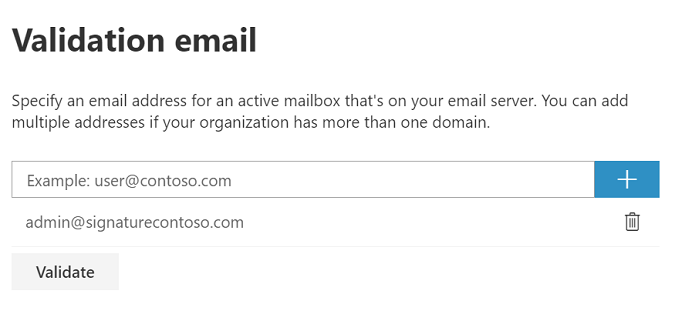 Validation email
Specify an email address for an active mailbox that's on your email server. You can add
multiple addresses if your organization has more than one domain.
Example: user@contoso.com
admin@signaturecontoso.com
Validate